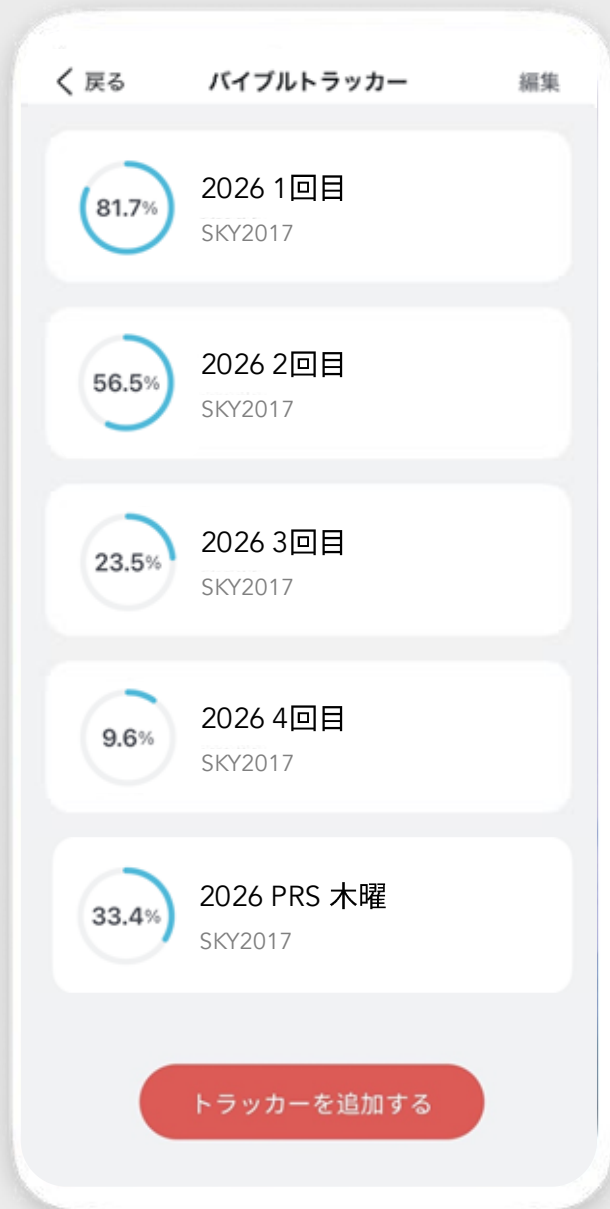 戻る バイブルトラッカー 編集
81.7% 2026 1回目
SKY2017
56.5% 2026 2回目
SKY2017
23.5% 2026 3回目
SKY2017
9.6% 2026 4回目
SKY2017
33.4% 2026 PRS 木曜
SKY2017
トラッカーを追加する